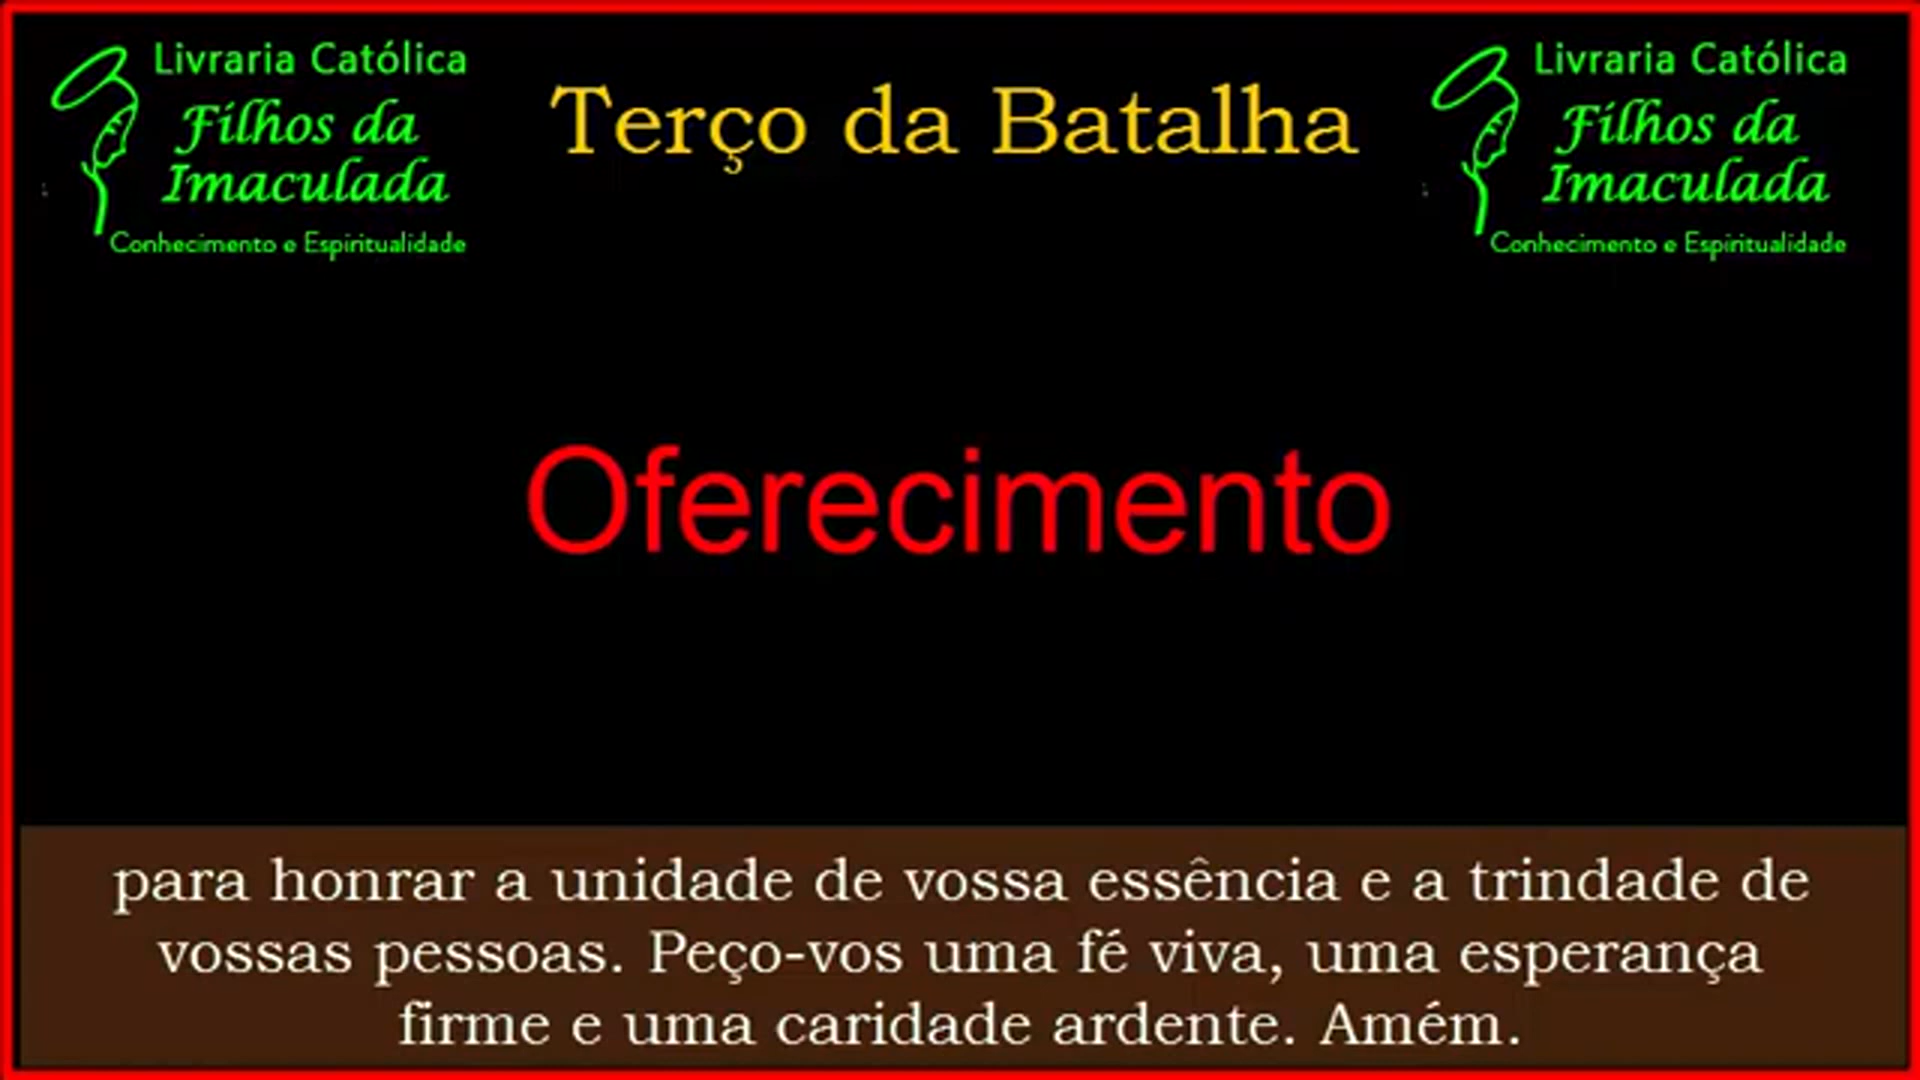 Livraria Católica
Filhos da
Imaculada
Conhecimento e Espiritualidade
Terço da Batalha
Livraria Católica
Filhos da
Imaculada
Conhecimento e Espiritualidade
Oferecimento
para honrar a unidade de vossa essência e a trindade de
vossas pessoas. Peço-vos uma fé viva, uma esperança
firme e uma caridade ardente. Amém.